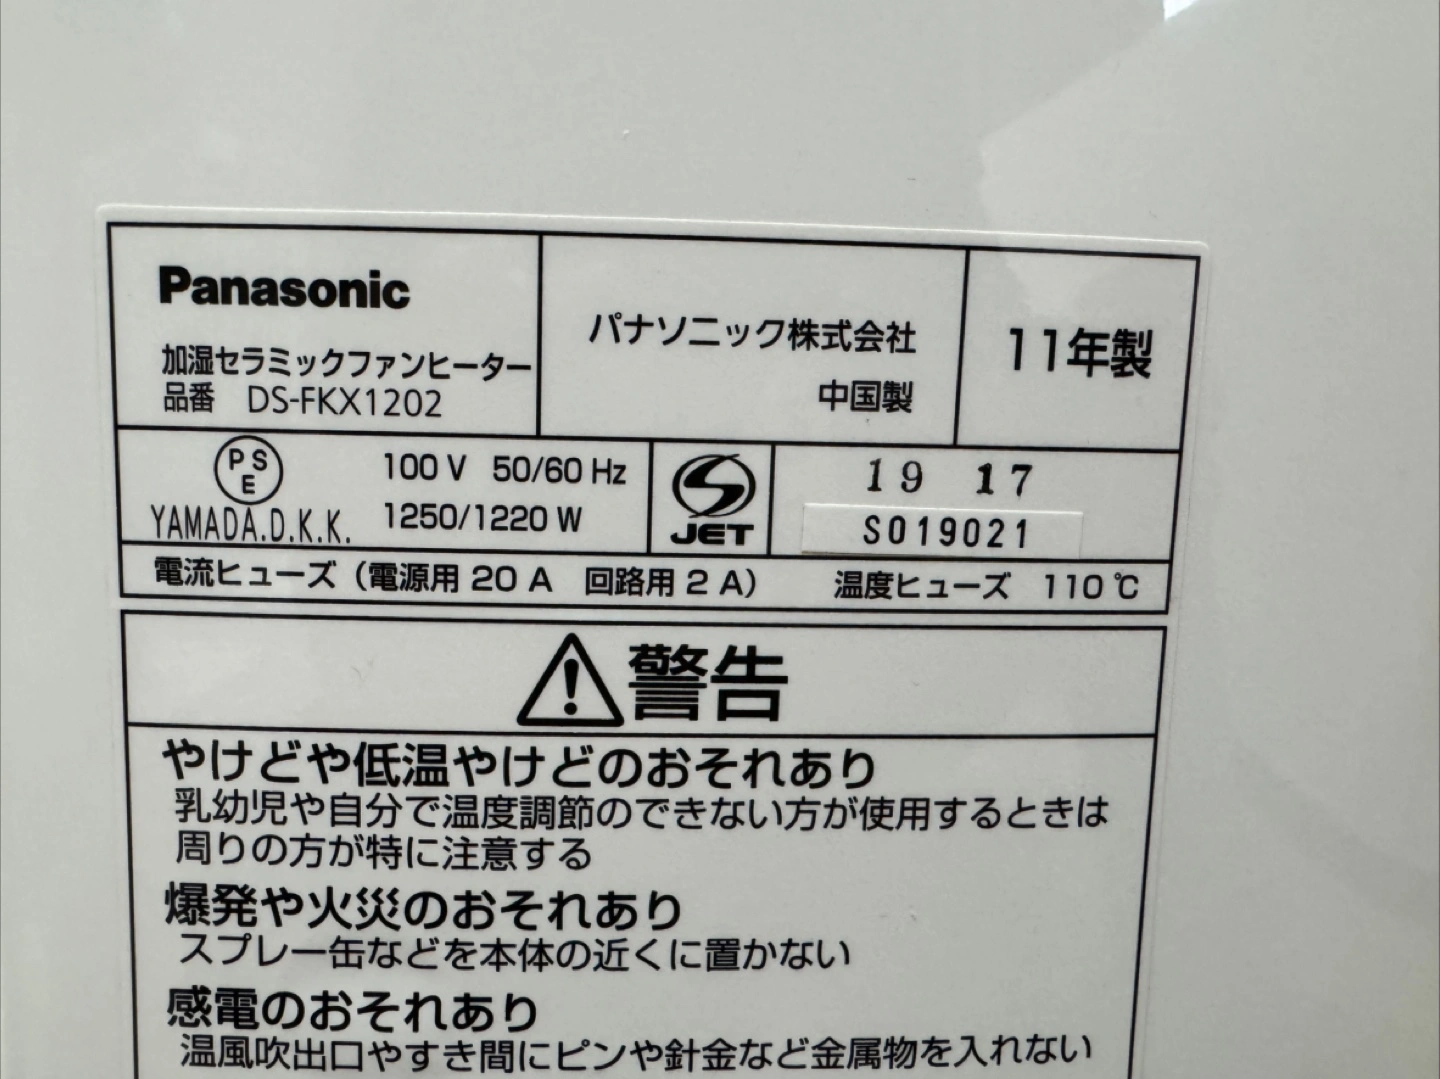 Panasonic
加湿セラミックファンヒーター
品番 DS-FKX1202
パナソニック株式会社
中国製
11年製
PSE
YAMADA.D.K.K.
100 V 50/60 Hz
1250/1220 W
JET
19 17
S019021
電流ヒューズ（電源用 20 A 回路用 2 A） 温度ヒューズ 110 ℃
警告
やけどや低温やけどのおそれあり
乳幼児や自分で温度調節のできない方が使用するときは
周りの方が特に注意する
爆発や火災のおそれあり
スプレー缶などを本体の近くに置かない
感電のおそれあり
温風吹出口やすき間にピンや針金など金属物を入れない